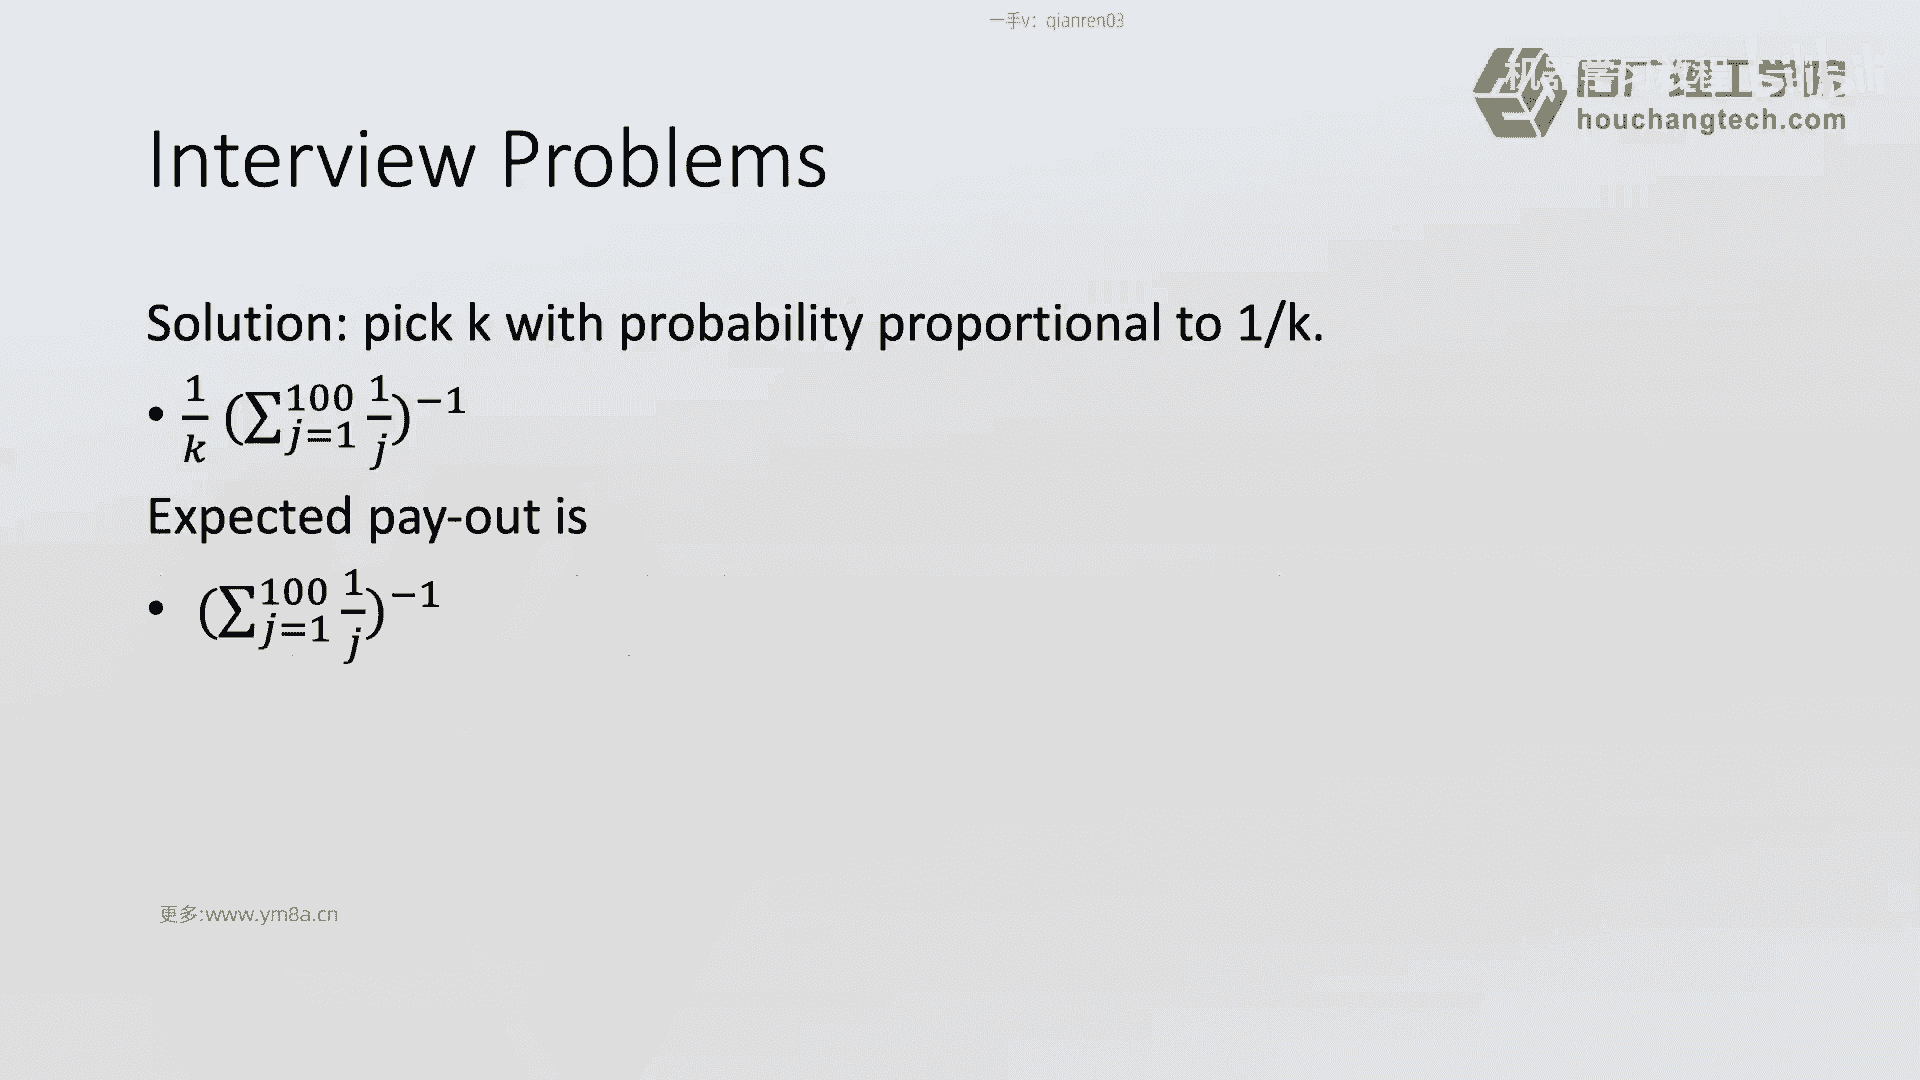 一手v：qianren03
houchangtech.com
Interview Problems
Solution: pick k with probability proportional to 1/k.
• \frac{1}{k} (\sum_{j=1}^{100} \frac{1}{j})^{-1}
Expected pay-out is
• (\sum_{j=1}^{100} \frac{1}{j})^{-1}
更多:www.ym8a.cn